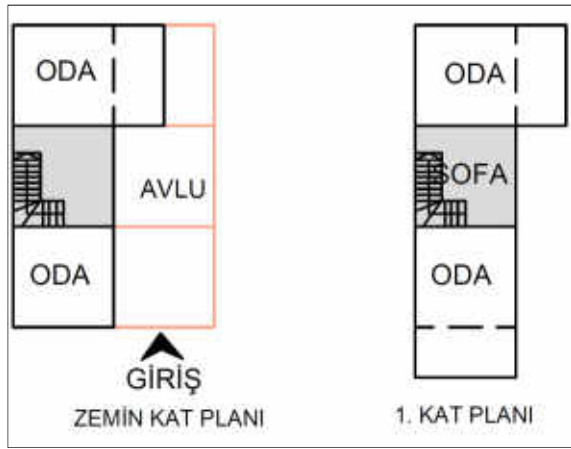 ODA
AVLU
ODA
GİRİŞ
ZEMİN KAT PLANI
ODA
SOFA
ODA
1. KAT PLANI